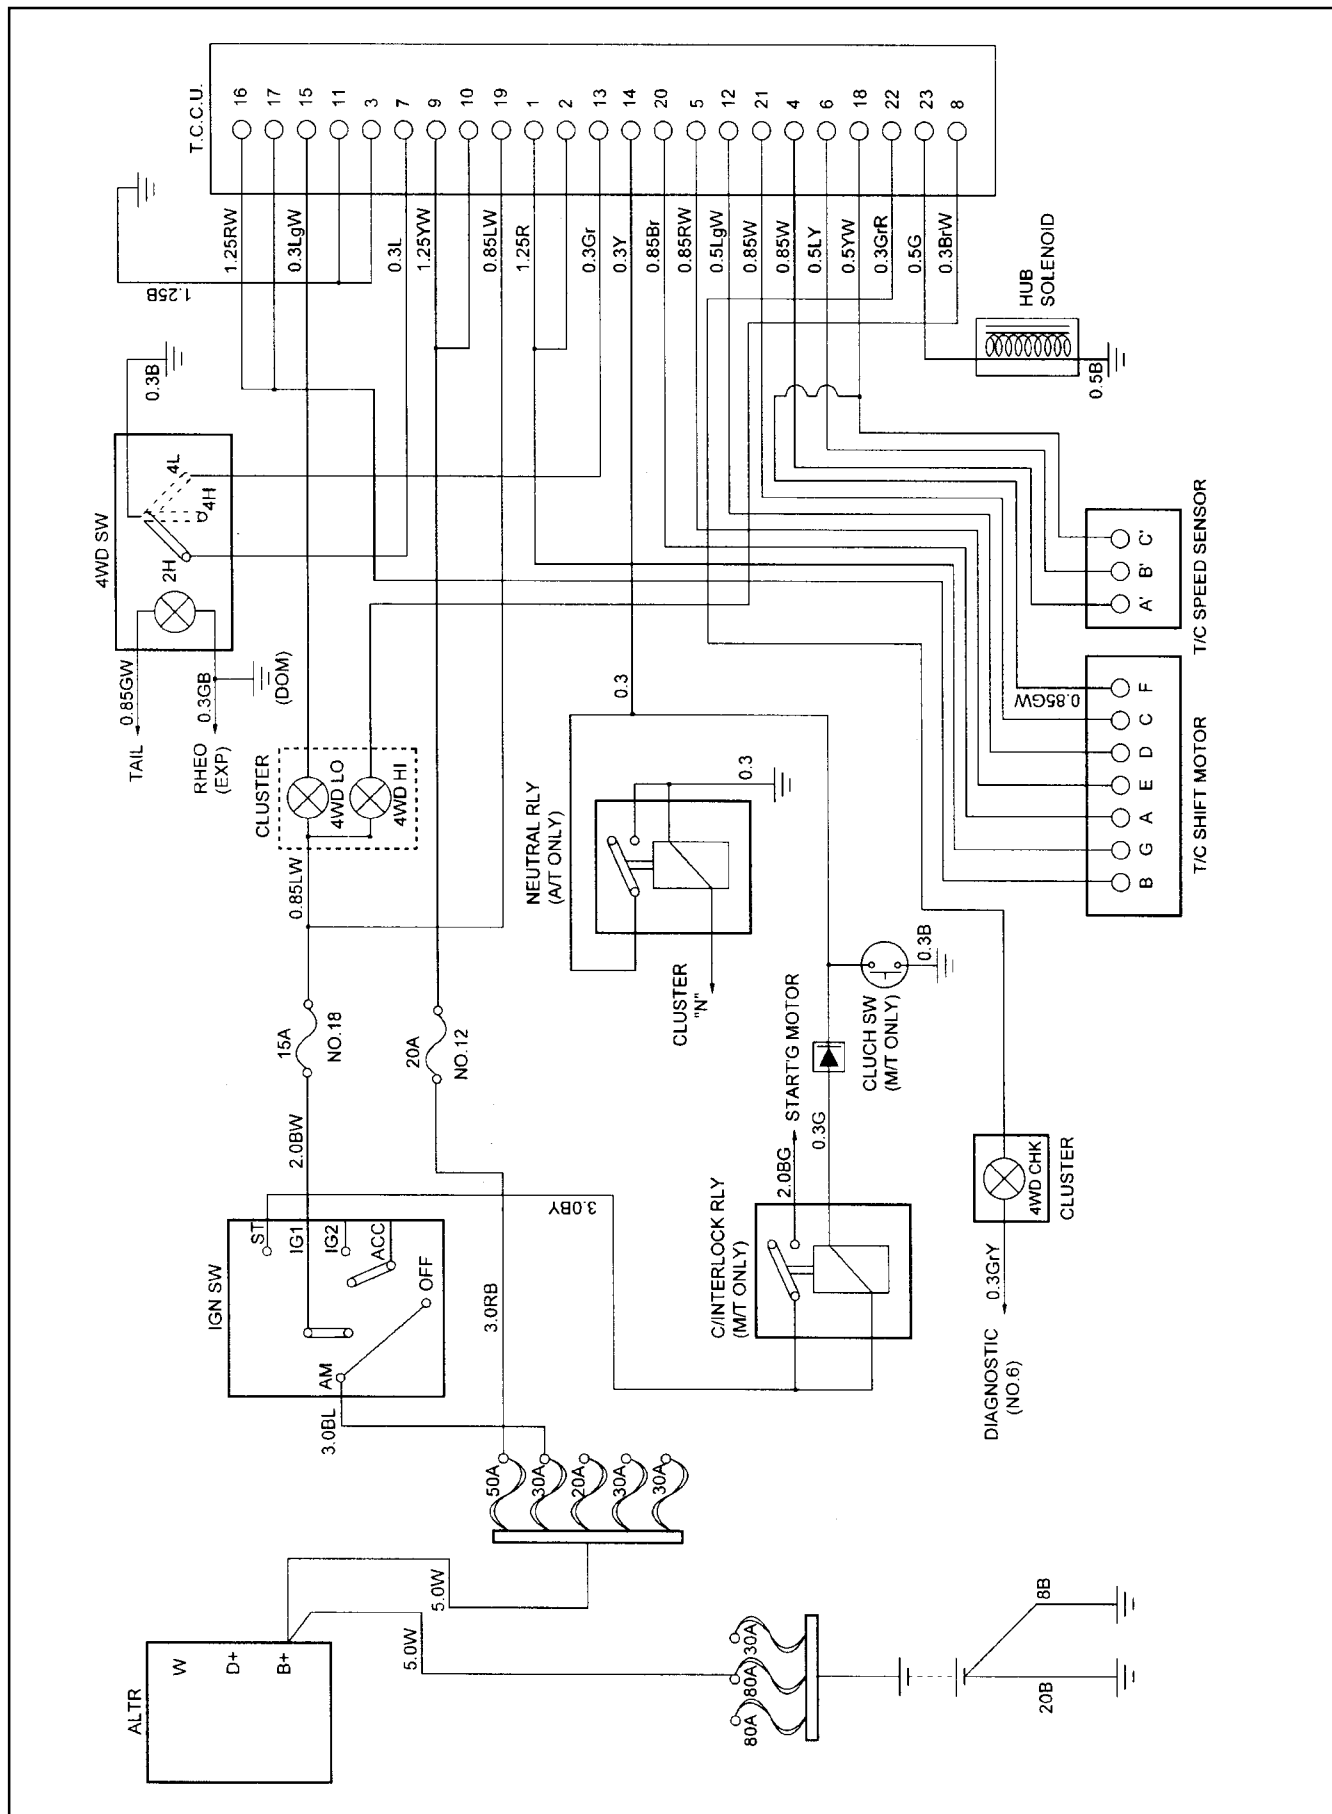 T.C.C.U.
16
17
15
11
3
7
9
10
19
1
2
13
14
20
5
12
21
4
6
18
22
23
8
1.25B
1.25RW
0.3LgW
0.3L
1.25YW
0.85LW
1.25R
0.3Gr
0.3Y
0.85Br
0.85RW
0.5LgW
0.85W
0.85W
0.5LY
0.5YW
0.3GrR
0.5G
0.3BrW
HUB
SOLENOID
0.5B
4WD SW
0.3B
4L
4H
2H
0.85GW
0.3GB
(DOM)
TAIL
RHEO
(EXP)
CLUSTER
4WD LO
4WD HI
0.85LW
0.3
NEUTRAL RLY
(A/T ONLY)
0.3
CLUSTER
"N"
T/C SPEED SENSOR
A'
B'
C'
T/C SHIFT MOTOR
0.85GW
B
G
A
E
D
C
F
15A
NO.18
20A
NO.12
START'G MOTOR
CLUCH SW
(M/T ONLY)
0.3B
2.0BG
0.3G
C/INTERLOCK RLY
(M/T ONLY)
4WD CHK
CLUSTER
0.3GrY
DIAGNOSTIC
(NO.6)
2.0BW
3.0BY
3.0RB
IGN SW
ST
IG1
IG2
ACC
OFF
AM
3.0BL
50A
30A
20A
30A
30A
ALTR
W
D+
B+
5.0W
5.0W
80A
80A
30A
20B
8B